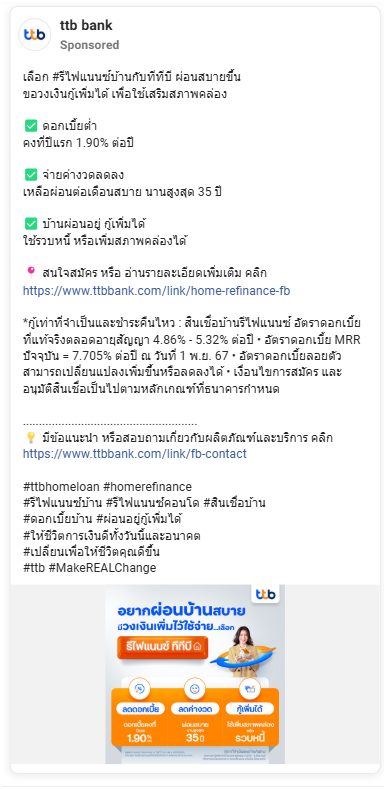 ttb
ttb bank
Sponsored
เลือก #รีไฟแนนซ์บ้านกับทีทีบี ผ่อนสบายขึ้น
ขอวงเงินกู้เพิ่มได้ เพื่อใช้เสริมสภาพคล่อง
✅ ดอกเบี้ยต่ำ
คงที่ปีแรก 1.90% ต่อปี
✅ จ่ายค่างวดลดลง
เหลือผ่อนต่อเดือนสบาย นานสูงสุด 35 ปี
✅ บ้านผ่อนอยู่ กู้เพิ่มได้
ใช้รวบหนี้ หรือเพิ่มสภาพคล่องได้
📍 สนใจสมัคร หรือ อ่านรายละเอียดเพิ่มเติม คลิก
https://www.ttbbank.com/link/home-refinance-fb
*กู้เท่าที่จำเป็นและชำระคืนไหว : สินเชื่อบ้านรีไฟแนนซ์ อัตราดอกเบี้ย
ที่แท้จริงตลอดอายุสัญญา 4.86% - 5.32% ต่อปี • อัตราดอกเบี้ย MRR
ปัจจุบัน = 7.705% ต่อปี ณ วันที่ 1 พ.ย. 67 • อัตราดอกเบี้ยลอยตัว
สามารถเปลี่ยนแปลงเพิ่มขึ้นหรือลดลงได้ • เงื่อนไขการสมัคร และ
อนุมัติสินเชื่อเป็นไปตามหลักเกณฑ์ที่ธนาคารกำหนด
.......................................................
💡 มีข้อแนะนำ หรือสอบถามเกี่ยวกับผลิตภัณฑ์และบริการ คลิก
https://www.ttbbank.com/link/fb-contact
#ttbhomeloan #homerefinance
#รีไฟแนนซ์บ้าน #รีไฟแนนซ์คอนโด #สินเชื่อบ้าน
#ดอกเบี้ยบ้าน #ผ่อนอยู่กู้เพิ่มได้
#ให้ชีวิตการเงินดีทั้งวันนี้และอนาคต
#เปลี่ยนเพื่อให้ชีวิตคุณดีขึ้น
#ttb #MakeREALChange
ttb
อยากผ่อนบ้านสบาย
มีวงเงินเพิ่มไว้ใช้จ่าย...เลือก
รีไฟแนนซ์ ทีทีบี
ลดดอกเบี้ย ลดค่างวด กู้เพิ่มได้
ดอกเบี้ยคงที่ ผ่อนสบาย ใช้เพิ่มสภาพคล่อง
1.90% 35ปี รวบหนี้